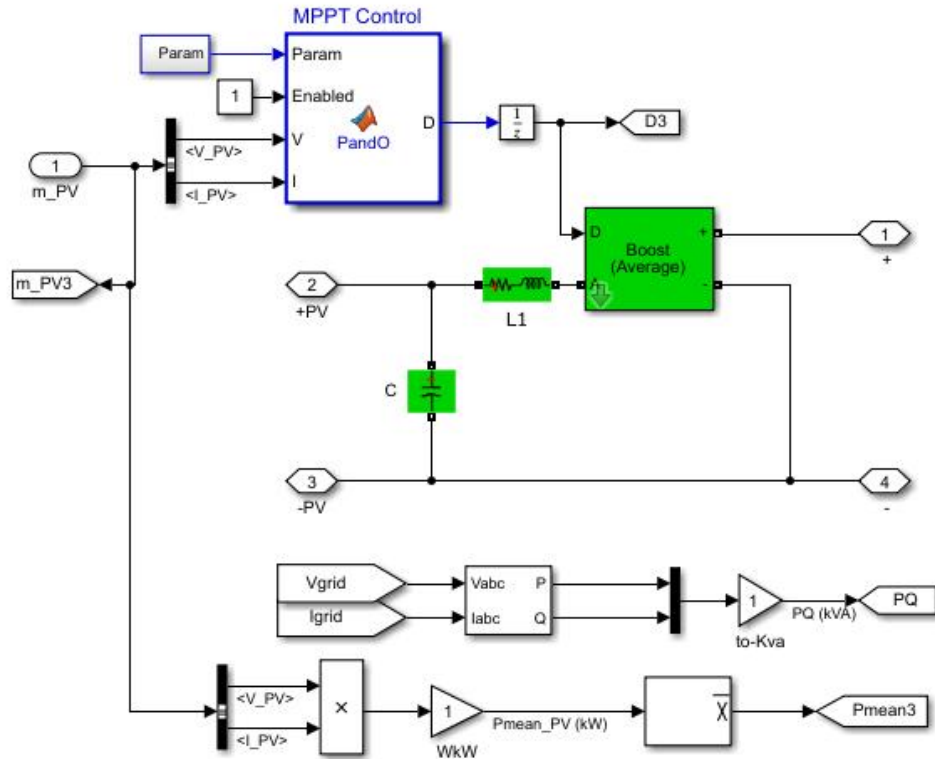 MPPT Control
Param
Param
1
Enabled
D
1
z
D3
PandO
V
<V_PV>
1
I
<I_PV>
m_PV
D
+
1
Boost
(Average)
+
m_PV3
2
A
-
+PV
L1
C
3
4
-PV
-
Vgrid
Vabc
P
PQ
1
Igrid
Iabc
Q
PQ (kVA)
to-Kva
<V_PV>
×
1
X
Pmean3
Pmean_PV (kW)
<I_PV>
WkW